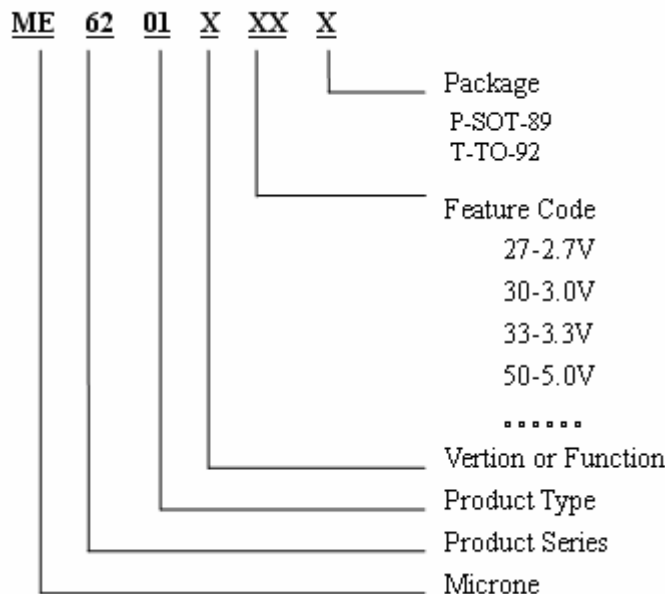 ME 62 01 X XX X
Package
P-SOT-89
T-TO-92
Feature Code
27-2.7V
30-3.0V
33-3.3V
50-5.0V
......
Vertion or Function
Product Type
Product Series
Microne